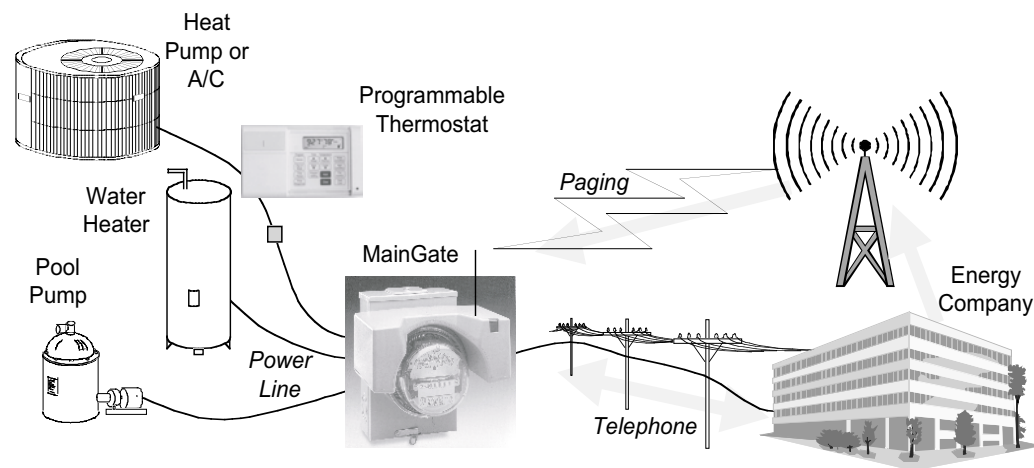 Heat
Pump or
A/C
Programmable
Thermostat
Water
Heater
Paging
MainGate
Pool
Pump
Energy
Company
Power
Line
Telephone